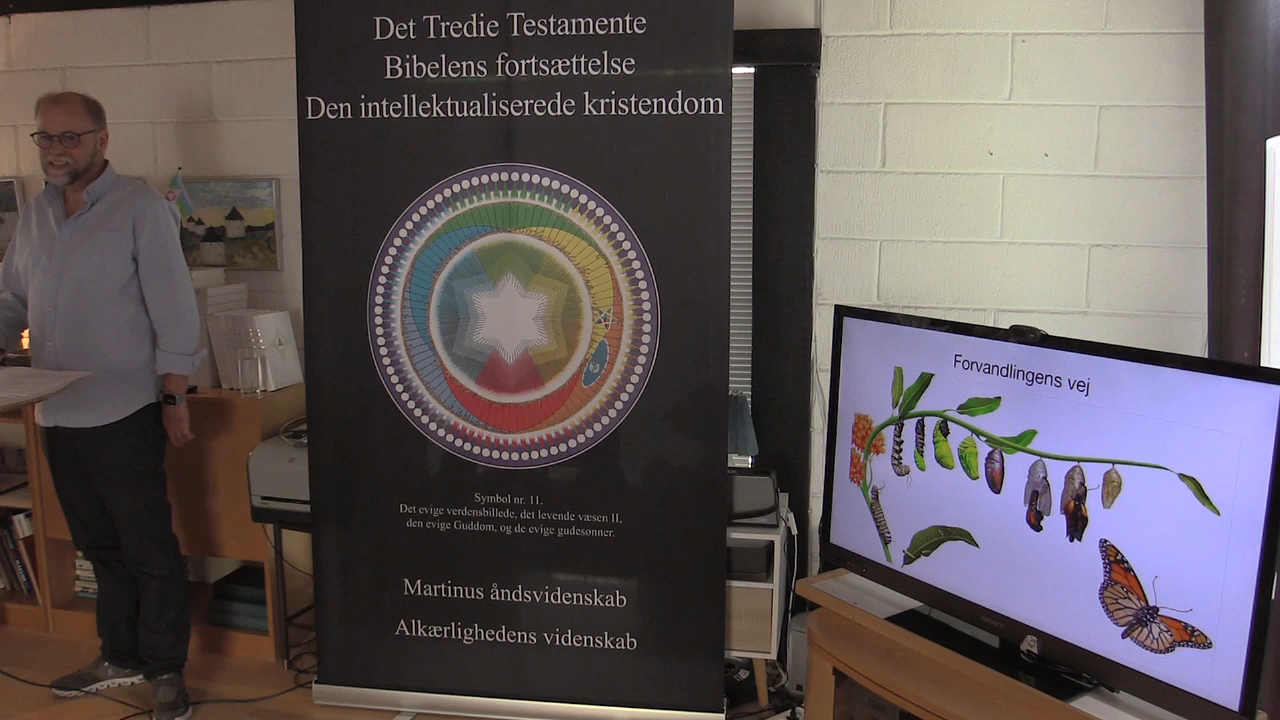 Det Tredie Testamente
Bibelens fortsættelse
Den intellektualiserede kristendom
Symbol nr. 11.
Det evige verdensbillede, det levende væsen II,
den evige Guddom, og de evige gudesønner.
Martinus åndsvidenskab
Alkærlighedens videnskab
Forvandlingens vej
SONY